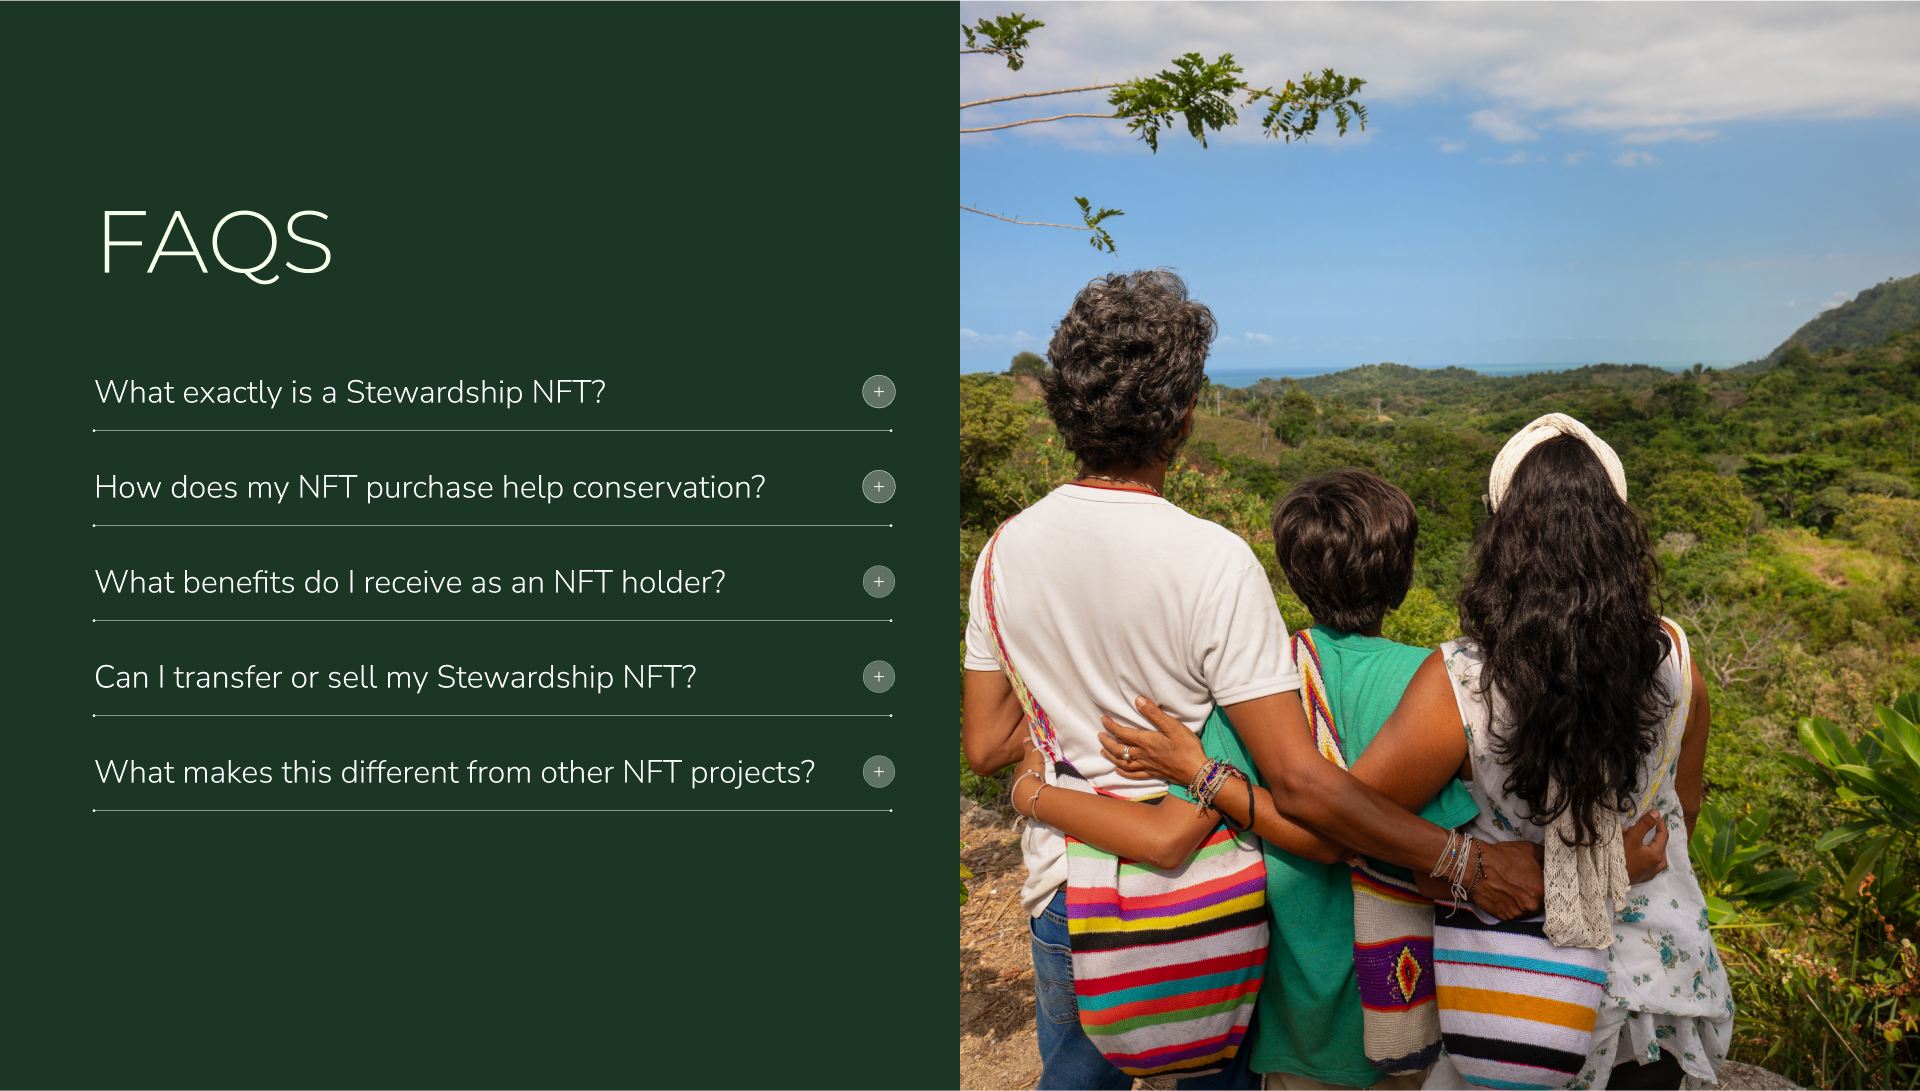 FAQS
What exactly is a Stewardship NFT?
How does my NFT purchase help conservation?
What benefits do I receive as an NFT holder?
Can I transfer or sell my Stewardship NFT?
What makes this different from other NFT projects?